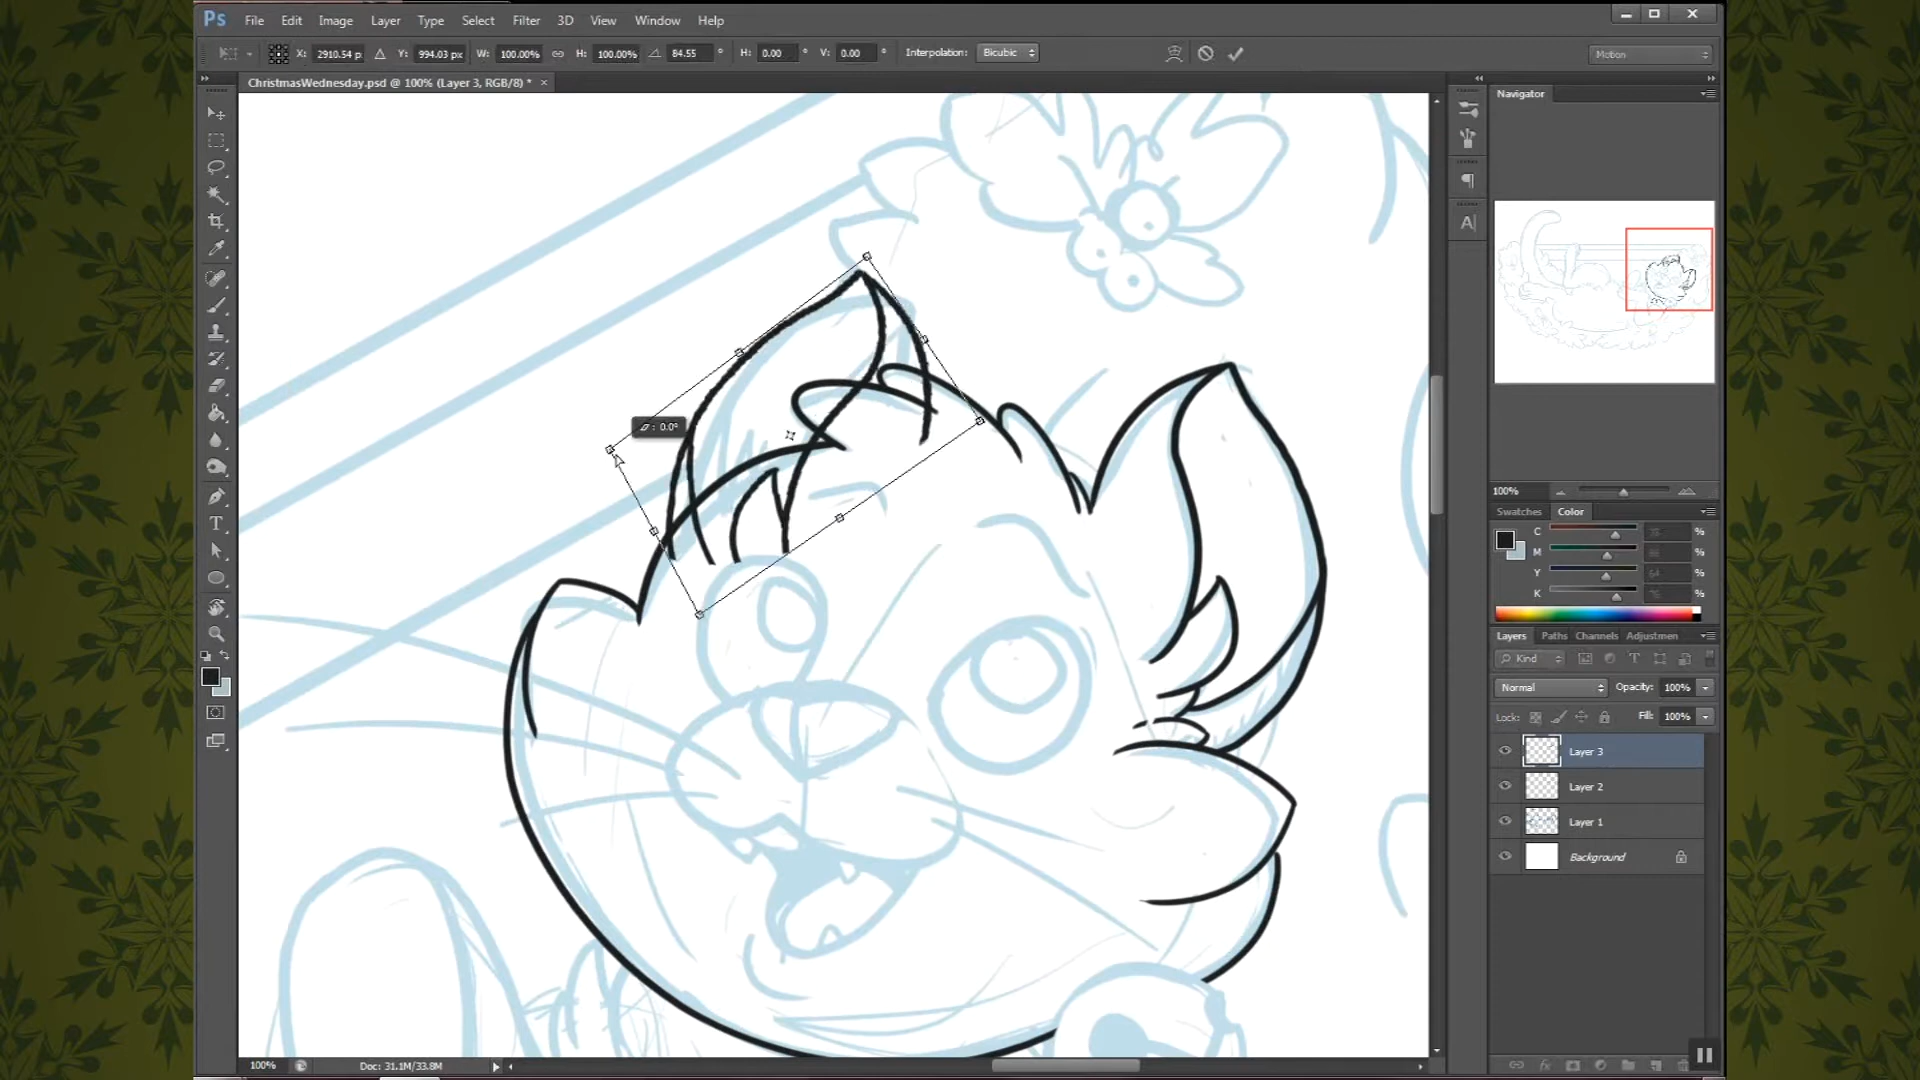 Ps File Edit Image Layer Type Select Filter 3D View Window Help
X: 2910.54 p Y: 994.03 px W: 100.00% H: 100.00% 84.55 ° H: 0.00 ° V: 0.00 ° Interpolation: Bicubic Motion
ChristmasWednesday.psd @ 100% (Layer 3, RGB/8) * ×
Navigator
0.0°
100%
Swatches Color
C %
M %
Y 64 %
K %
Layers Paths Channels Adjustmen
Kind
Normal Opacity: 100%
Lock: Fill: 100%
Layer 3
Layer 2
Layer 1
Background
100% Doc: 31.1M/33.8M